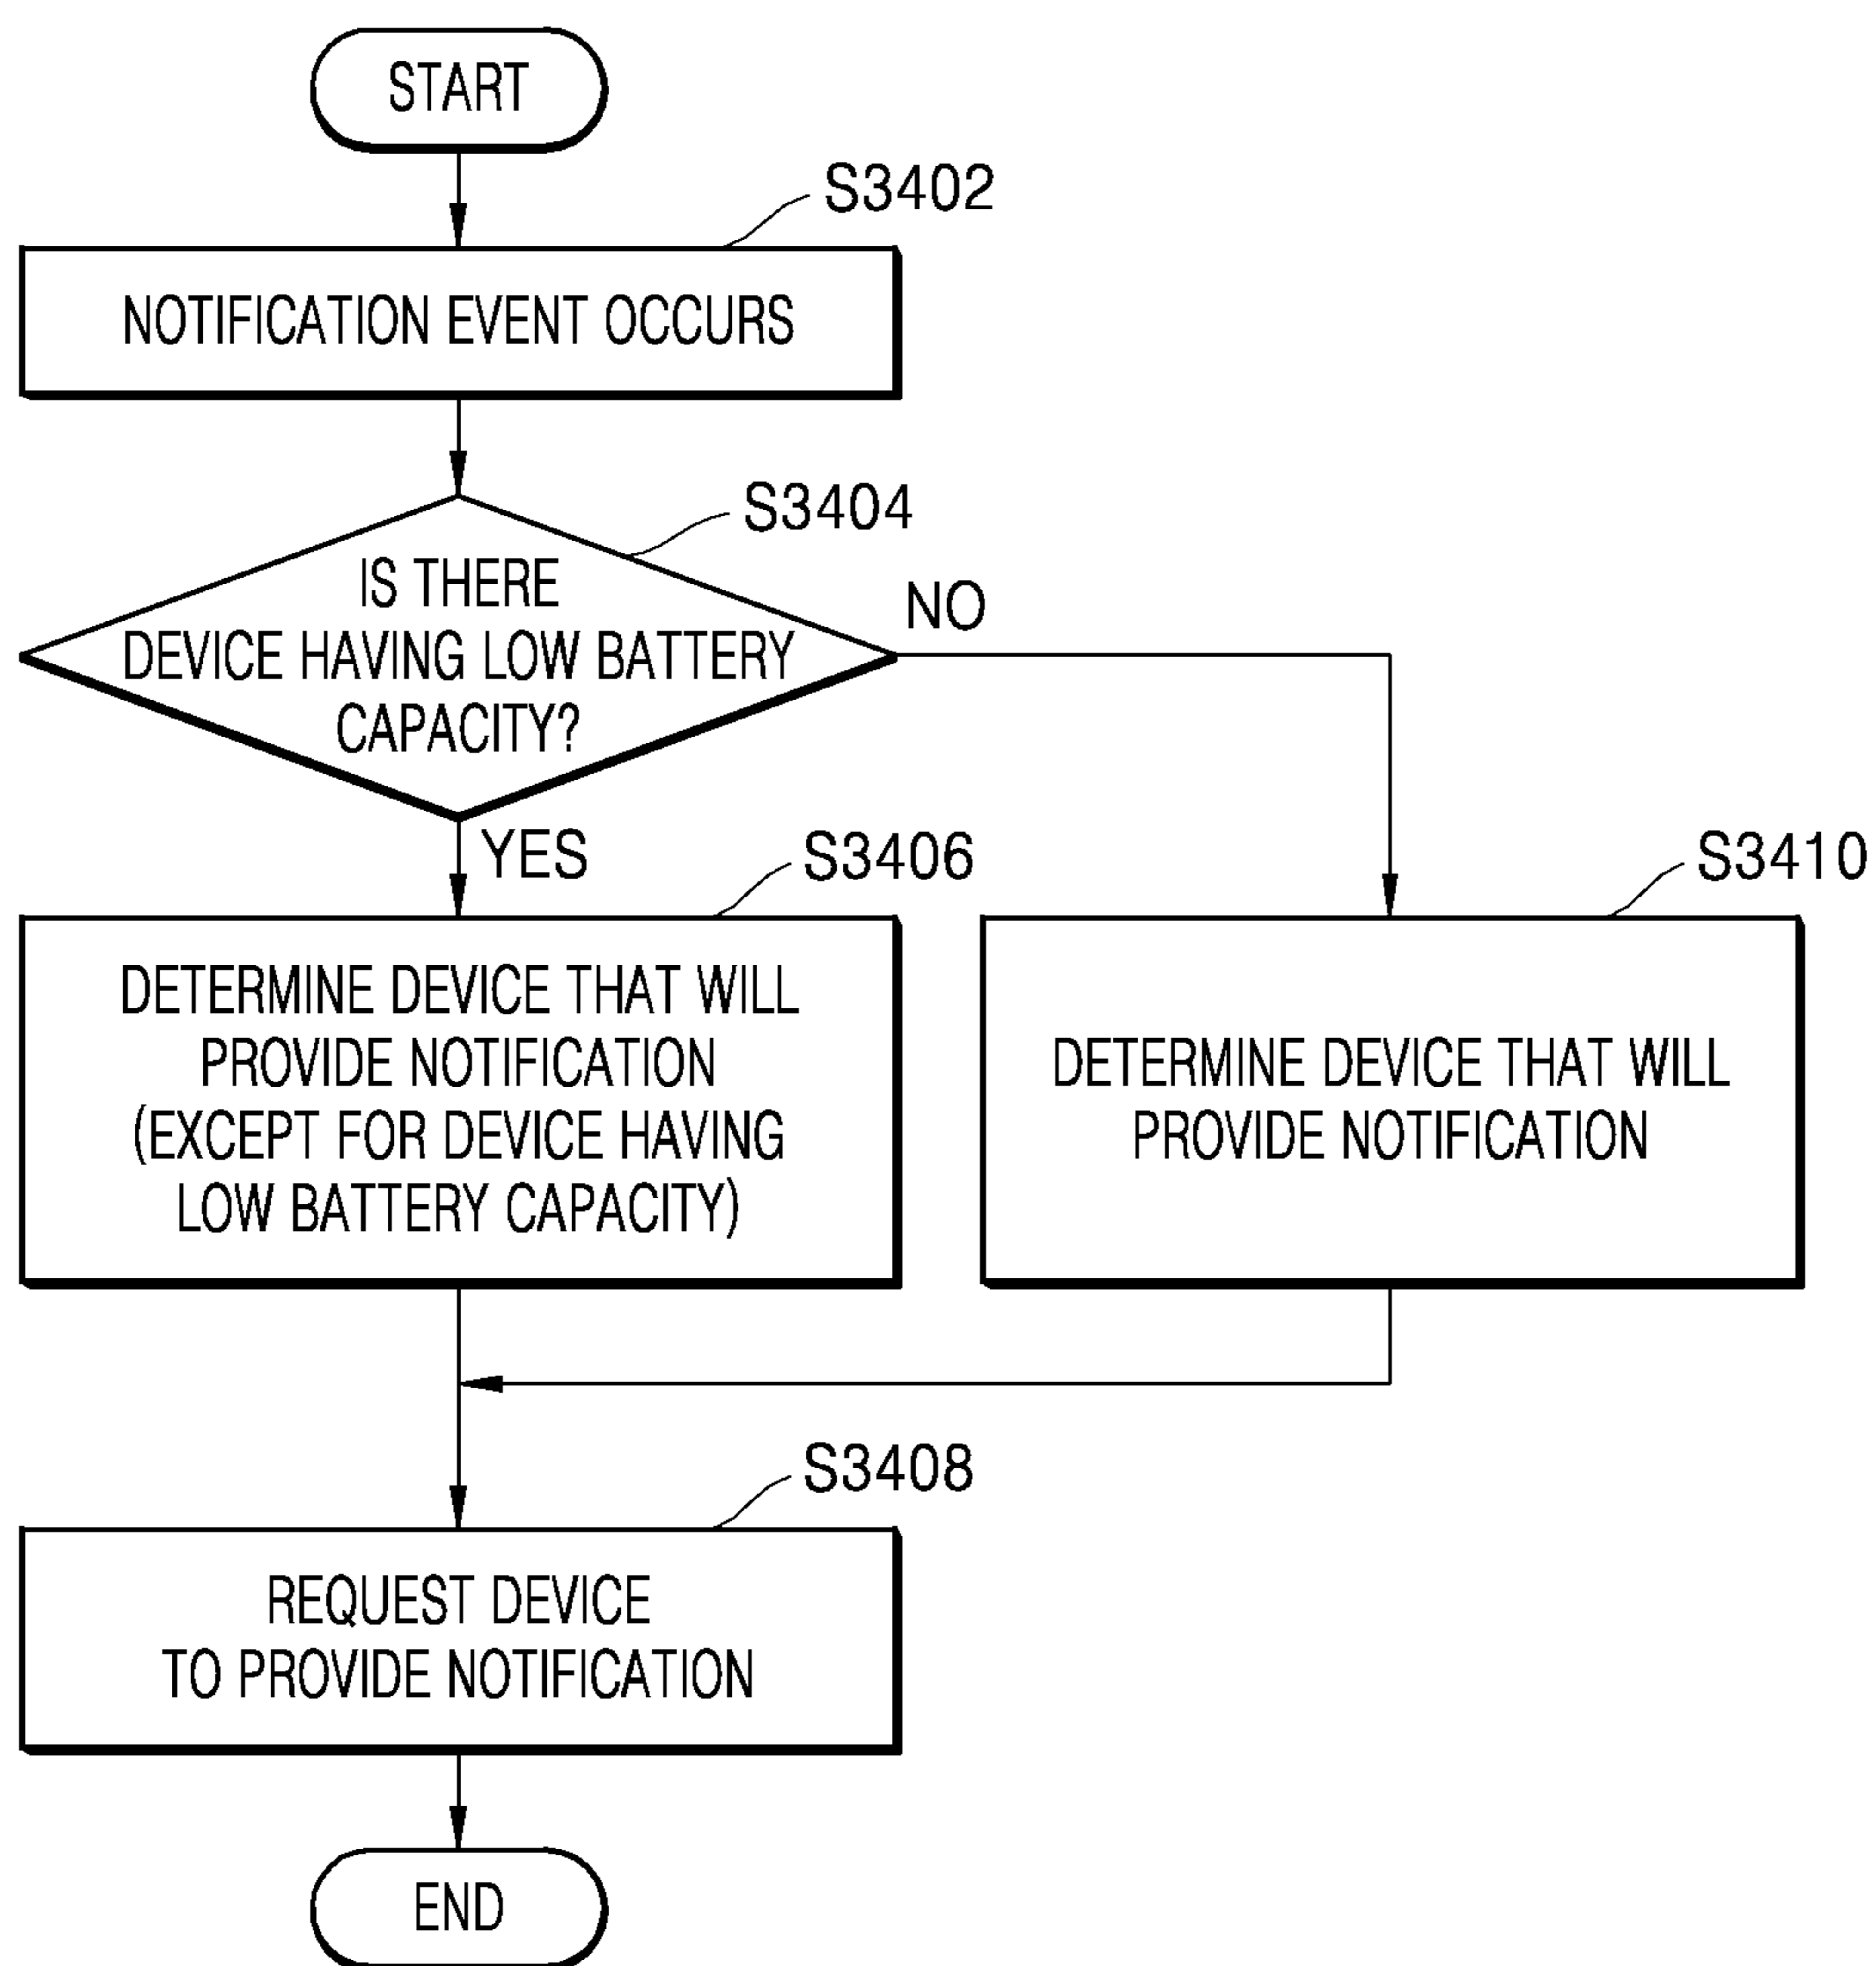 START
S3402
NOTIFICATION EVENT OCCURS
S3404
IS THERE
DEVICE HAVING LOW BATTERY
CAPACITY?
NO
YES
S3406
DETERMINE DEVICE THAT WILL
PROVIDE NOTIFICATION
(EXCEPT FOR DEVICE HAVING
LOW BATTERY CAPACITY)
S3410
DETERMINE DEVICE THAT WILL
PROVIDE NOTIFICATION
S3408
REQUEST DEVICE
TO PROVIDE NOTIFICATION
END